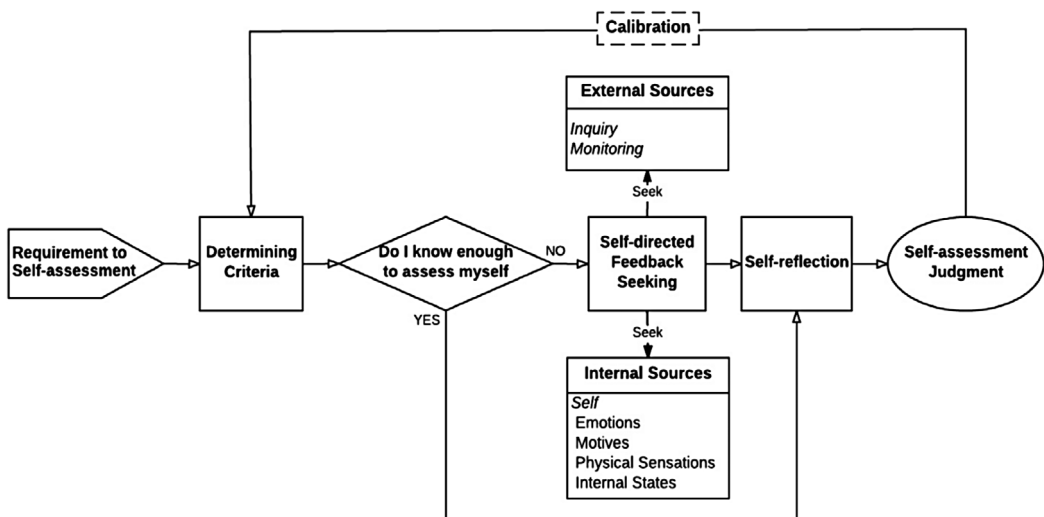 Calibration
External Sources
Inquiry
Monitoring
Seek
Requirement to
Self-assessment
Determining
Criteria
Do I know enough
to assess myself
NO
YES
Self-directed
Feedback
Seeking
Self-reflection
Self-assessment
Judgment
Seek
Internal Sources
Self
Emotions
Motives
Physical Sensations
Internal States